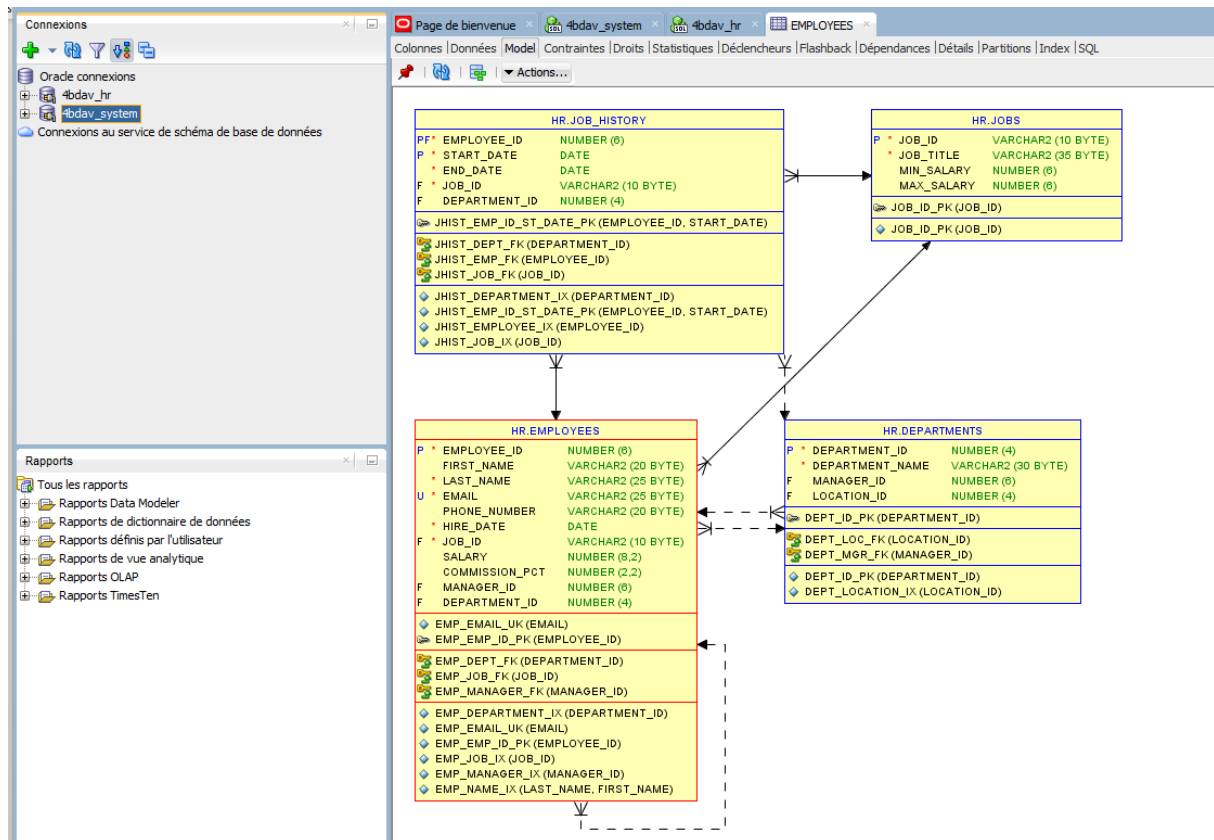 Connexions
Oracle connexions
4bdav_hr
4bdav_system
Connexions au service de schéma de base de données
Rapports
Tous les rapports
Rapports Data Modeler
Rapports de dictionnaire de données
Rapports définis par l'utilisateur
Rapports de vue analytique
Rapports OLAP
Rapports TimesTen
Page de bienvenue
4bdav_system
4bdav_hr
EMPLOYEES
Colonnes |Données |Model |Contraintes |Droits |Statistiques |Déclencheurs |Flashback |Dépendances |Détails |Partitions |Index |SQL
Actions...
HR.JOB_HISTORY
PF* EMPLOYEE_ID NUMBER (6)
P * START_DATE DATE
* END_DATE DATE
F * JOB_ID VARCHAR2 (10 BYTE)
F DEPARTMENT_ID NUMBER (4)
JHIST_EMP_ID_ST_DATE_PK (EMPLOYEE_ID, START_DATE)
JHIST_DEPT_FK (DEPARTMENT_ID)
JHIST_EMP_FK (EMPLOYEE_ID)
JHIST_JOB_FK (JOB_ID)
JHIST_DEPARTMENT_IX (DEPARTMENT_ID)
JHIST_EMP_ID_ST_DATE_PK (EMPLOYEE_ID, START_DATE)
JHIST_EMPLOYEE_IX (EMPLOYEE_ID)
JHIST_JOB_IX (JOB_ID)
HR.JOBS
P * JOB_ID VARCHAR2 (10 BYTE)
* JOB_TITLE VARCHAR2 (35 BYTE)
MIN_SALARY NUMBER (6)
MAX_SALARY NUMBER (6)
JOB_ID_PK (JOB_ID)
JOB_ID_PK (JOB_ID)
HR.EMPLOYEES
P * EMPLOYEE_ID NUMBER (6)
FIRST_NAME VARCHAR2 (20 BYTE)
* LAST_NAME VARCHAR2 (25 BYTE)
U * EMAIL VARCHAR2 (25 BYTE)
PHONE_NUMBER VARCHAR2 (20 BYTE)
* HIRE_DATE DATE
F * JOB_ID VARCHAR2 (10 BYTE)
SALARY NUMBER (8,2)
COMMISSION_PCT NUMBER (2,2)
F MANAGER_ID NUMBER (6)
F DEPARTMENT_ID NUMBER (4)
EMP_EMAIL_UK (EMAIL)
EMP_EMP_ID_PK (EMPLOYEE_ID)
EMP_DEPT_FK (DEPARTMENT_ID)
EMP_JOB_FK (JOB_ID)
EMP_MANAGER_FK (MANAGER_ID)
EMP_DEPARTMENT_IX (DEPARTMENT_ID)
EMP_EMAIL_UK (EMAIL)
EMP_EMP_ID_PK (EMPLOYEE_ID)
EMP_JOB_IX (JOB_ID)
EMP_MANAGER_IX (MANAGER_ID)
EMP_NAME_IX (LAST_NAME, FIRST_NAME)
HR.DEPARTMENTS
P * DEPARTMENT_ID NUMBER (4)
* DEPARTMENT_NAME VARCHAR2 (30 BYTE)
F MANAGER_ID NUMBER (6)
F LOCATION_ID NUMBER (4)
DEPT_ID_PK (DEPARTMENT_ID)
DEPT_LOC_FK (LOCATION_ID)
DEPT_MGR_FK (MANAGER_ID)
DEPT_ID_PK (DEPARTMENT_ID)
DEPT_LOCATION_IX (LOCATION_ID)